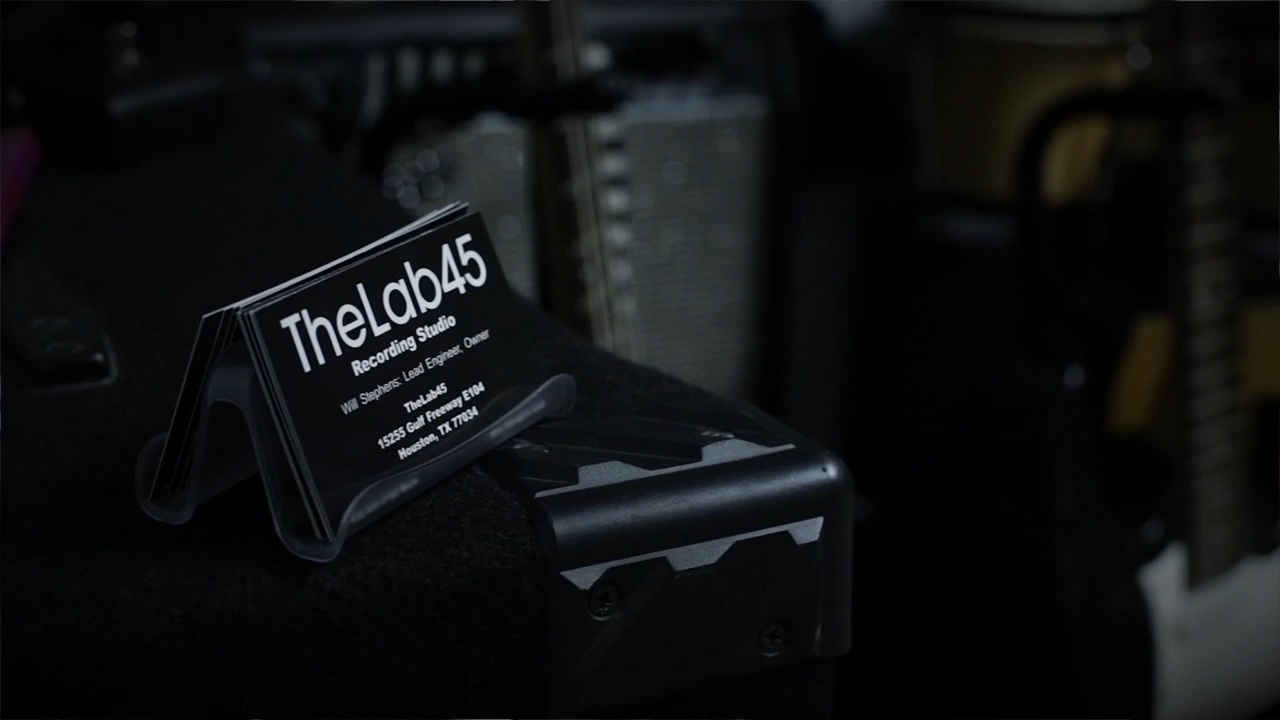 TheLab45
Recording Studio
Will Stephens: Lead Engineer, Owner
TheLab45
15255 Gulf Freeway E104
Houston, TX 77034